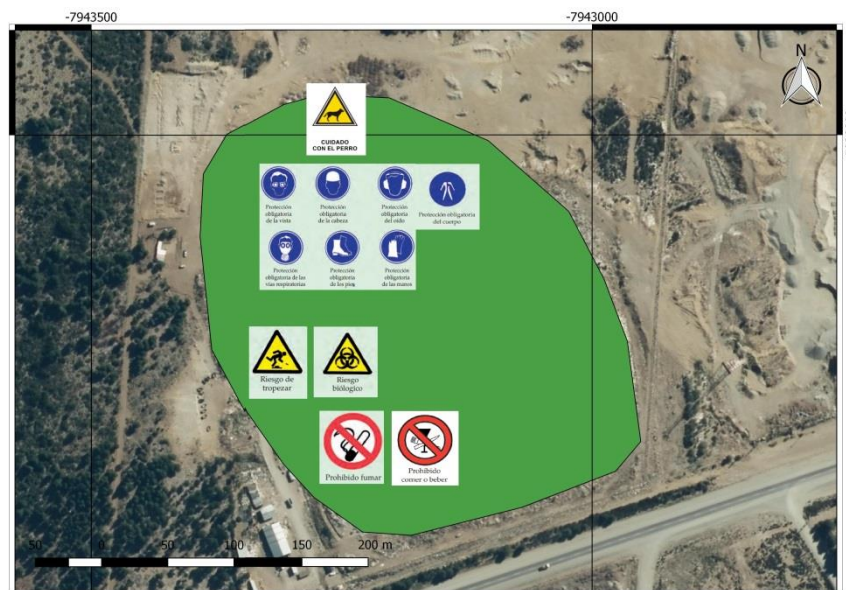 -7943500
-7943000
N
CUIDADO
CON EL PERRO
Protección
obligatoria
de la vista
Protección
obligatoria
de la cabeza
Protección
obligatoria
del oído
Protección obligatoria
del cuerpo
Protección
obligatoria de las
vías respiratorias
Protección
obligatoria
de los pies
Protección
obligatoria
de las manos
Riesgo de
tropezar
Riesgo
biólogico
Prohibido fumar
Prohibido
comer o beber
50 0 50 100 150 200 m